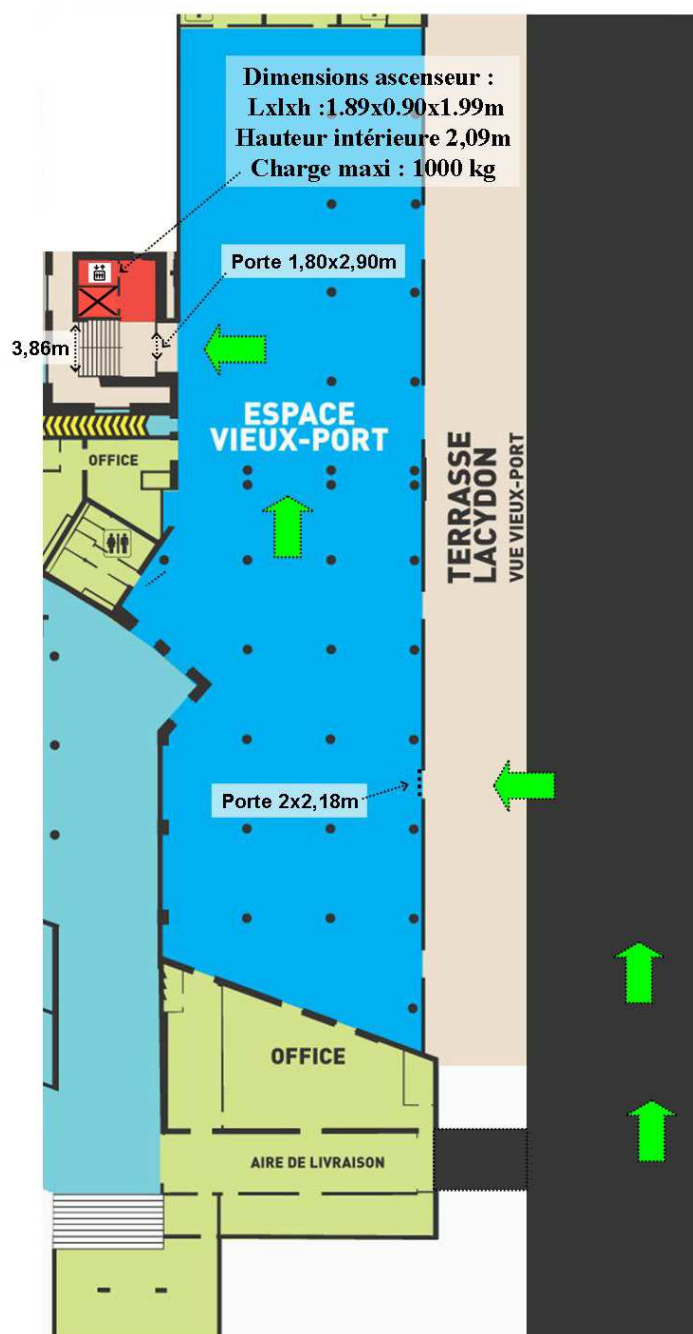 Dimensions ascenseur :
Lxlxh :1.89x0.90x1.99m
Hauteur intérieure 2,09m
Charge maxi : 1000 kg
Porte 1,80x2,90m
3,86m
ESPACE
VIEUX-PORT
OFFICE
TERRASSE
LACYDON
VUE VIEUX-PORT
Porte 2x2,18m
OFFICE
AIRE DE LIVRAISON